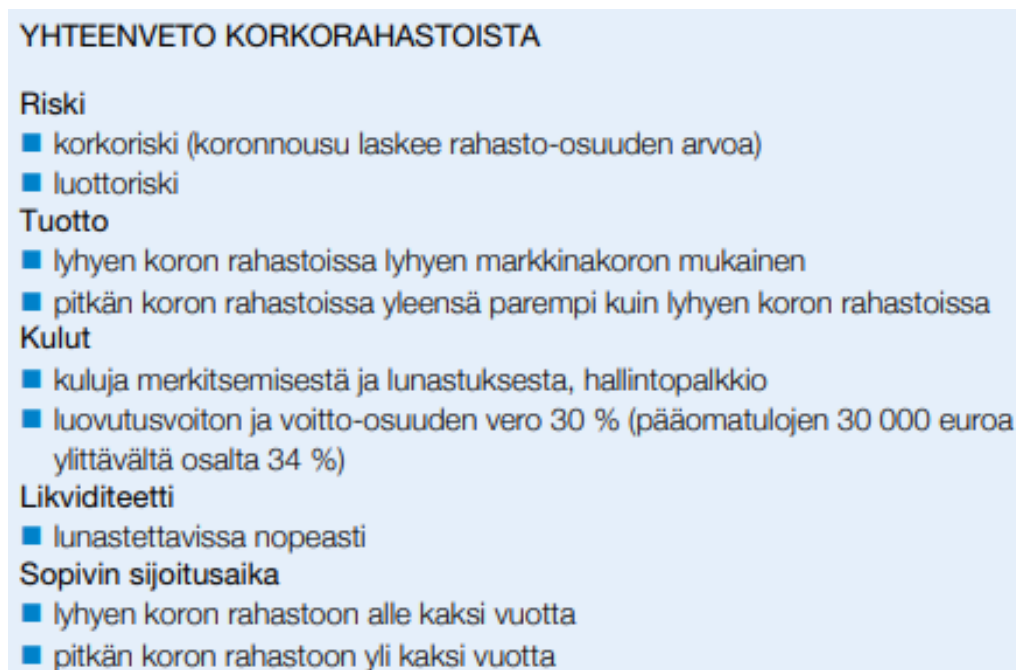 YHTEENVETO KORKORAHASTOISTA
Riski
■ korkoriski (koronnousu laskee rahasto-osuuden arvoa)
■ luottoriski
Tuotto
■ lyhyen koron rahastoissa lyhyen markkinakoron mukainen
■ pitkän koron rahastoissa yleensä parempi kuin lyhyen koron rahastoissa
Kulut
■ kuluja merkitsemisestä ja lunastuksesta, hallintopalkkio
■ luovutusvoiton ja voitto-osuuden vero 30 % (pääomatulojen 30 000 euroa
ylittävältä osalta 34 %)
Likviditeetti
■ lunastettavissa nopeasti
Sopivin sijoitusaika
■ lyhyen koron rahastoon alle kaksi vuotta
■ pitkän koron rahastoon yli kaksi vuotta